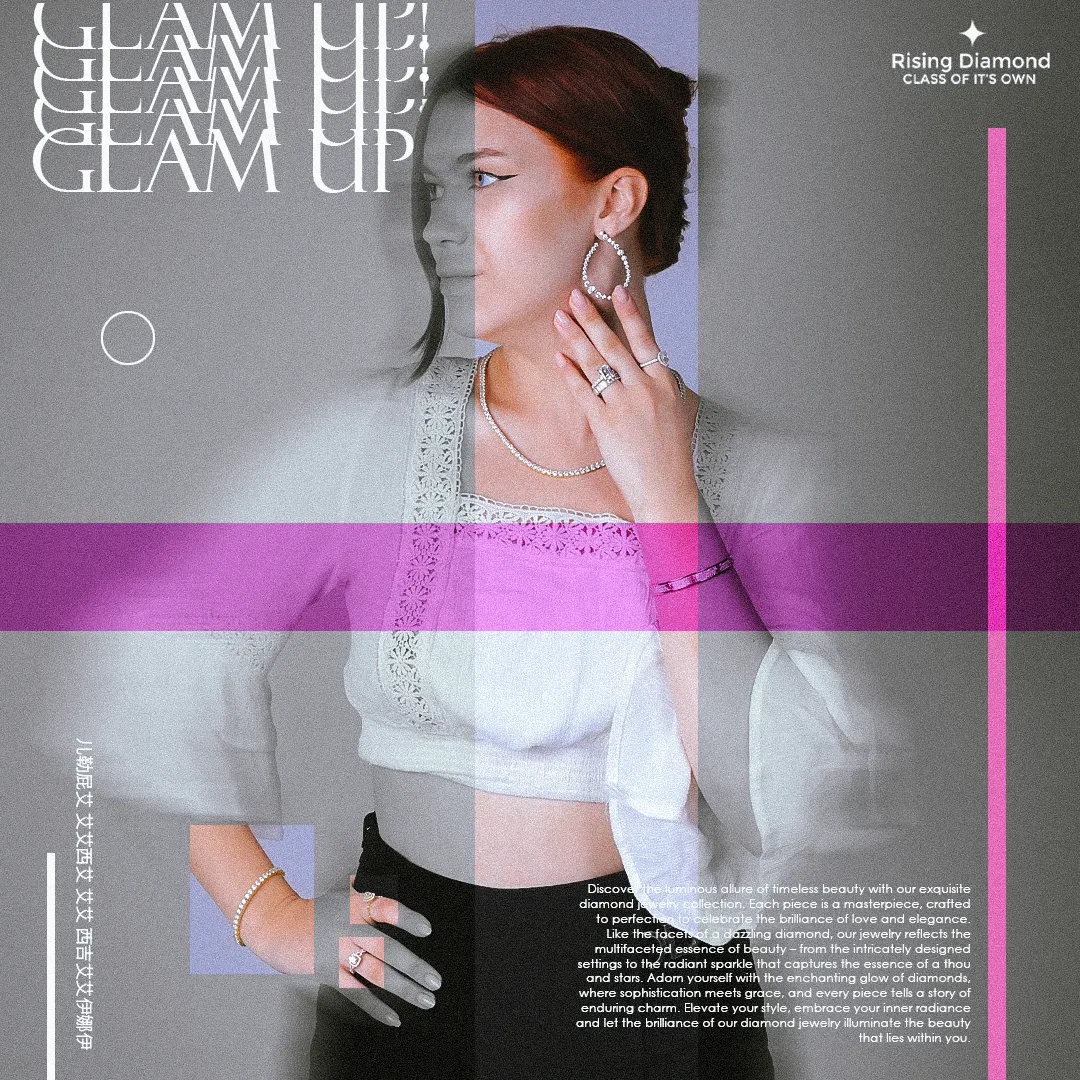 GLAM UP!
GLAM UP!
GLAM UP!
GLAM UP!
GLAM UP
Rising Diamond
CLASS OF IT'S OWN
儿勒屁艾 艾艾西艾 艾艾 西吉艾艾伊娜伊
Discover the luminous allure of timeless beauty with our exquisite
diamond jewelry collection. Each piece is a masterpiece, crafted
to perfection to celebrate the brilliance of love and elegance.
Like the facets of a dazzling diamond, our jewelry reflects the
multifaceted essence of beauty – from the intricately designed
settings to the radiant sparkle that captures the essence of a thou
and stars. Adorn yourself with the enchanting glow of diamonds,
where sophistication meets grace, and every piece tells a story of
enduring charm. Elevate your style, embrace your inner radiance
and let the brilliance of our diamond jewelry illuminate the beauty
that lies within you.